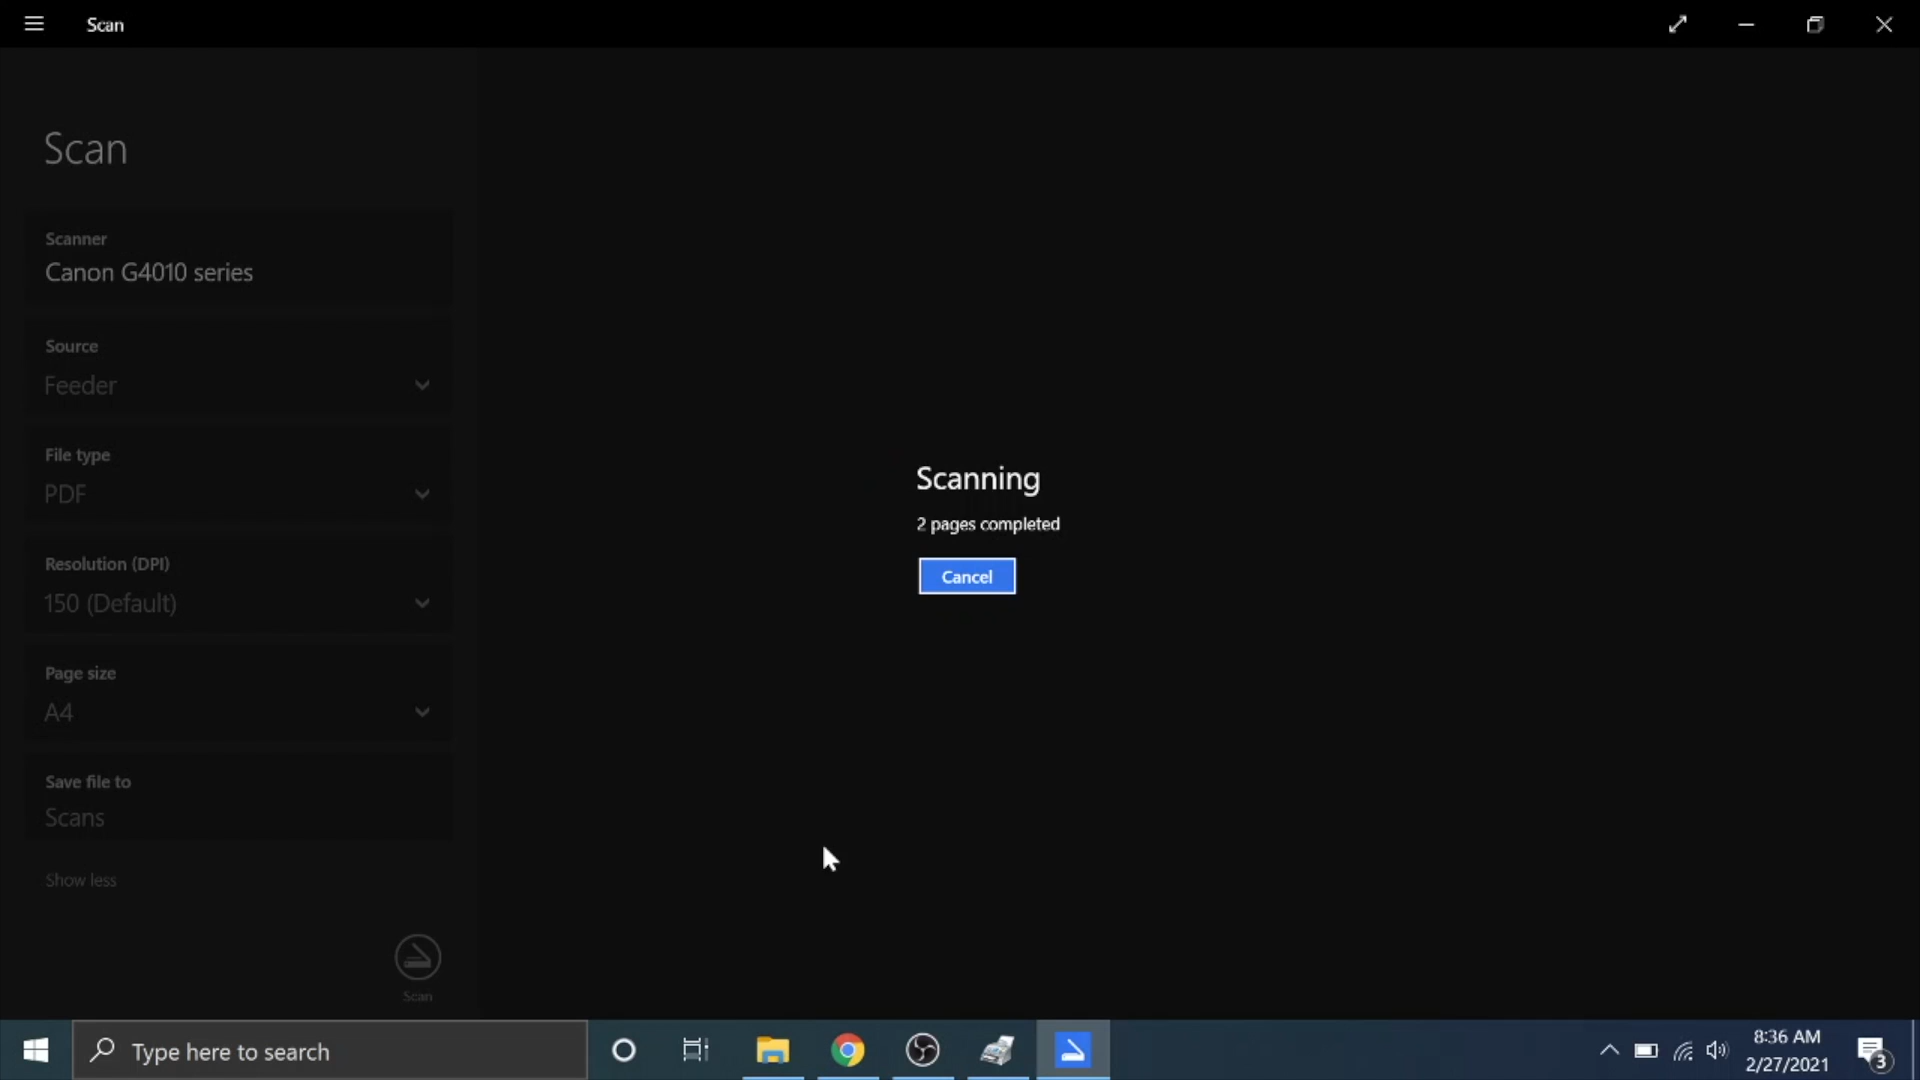 Scan
Scan
Scanner
Canon G4010 series
Source
Feeder
File type
PDF
Resolution (DPI)
150 (Default)
Page size
A4
Save file to
Scans
Show less
Scan
Scanning
2 pages completed
Cancel
Type here to search
8:36 AM
2/27/2021
3